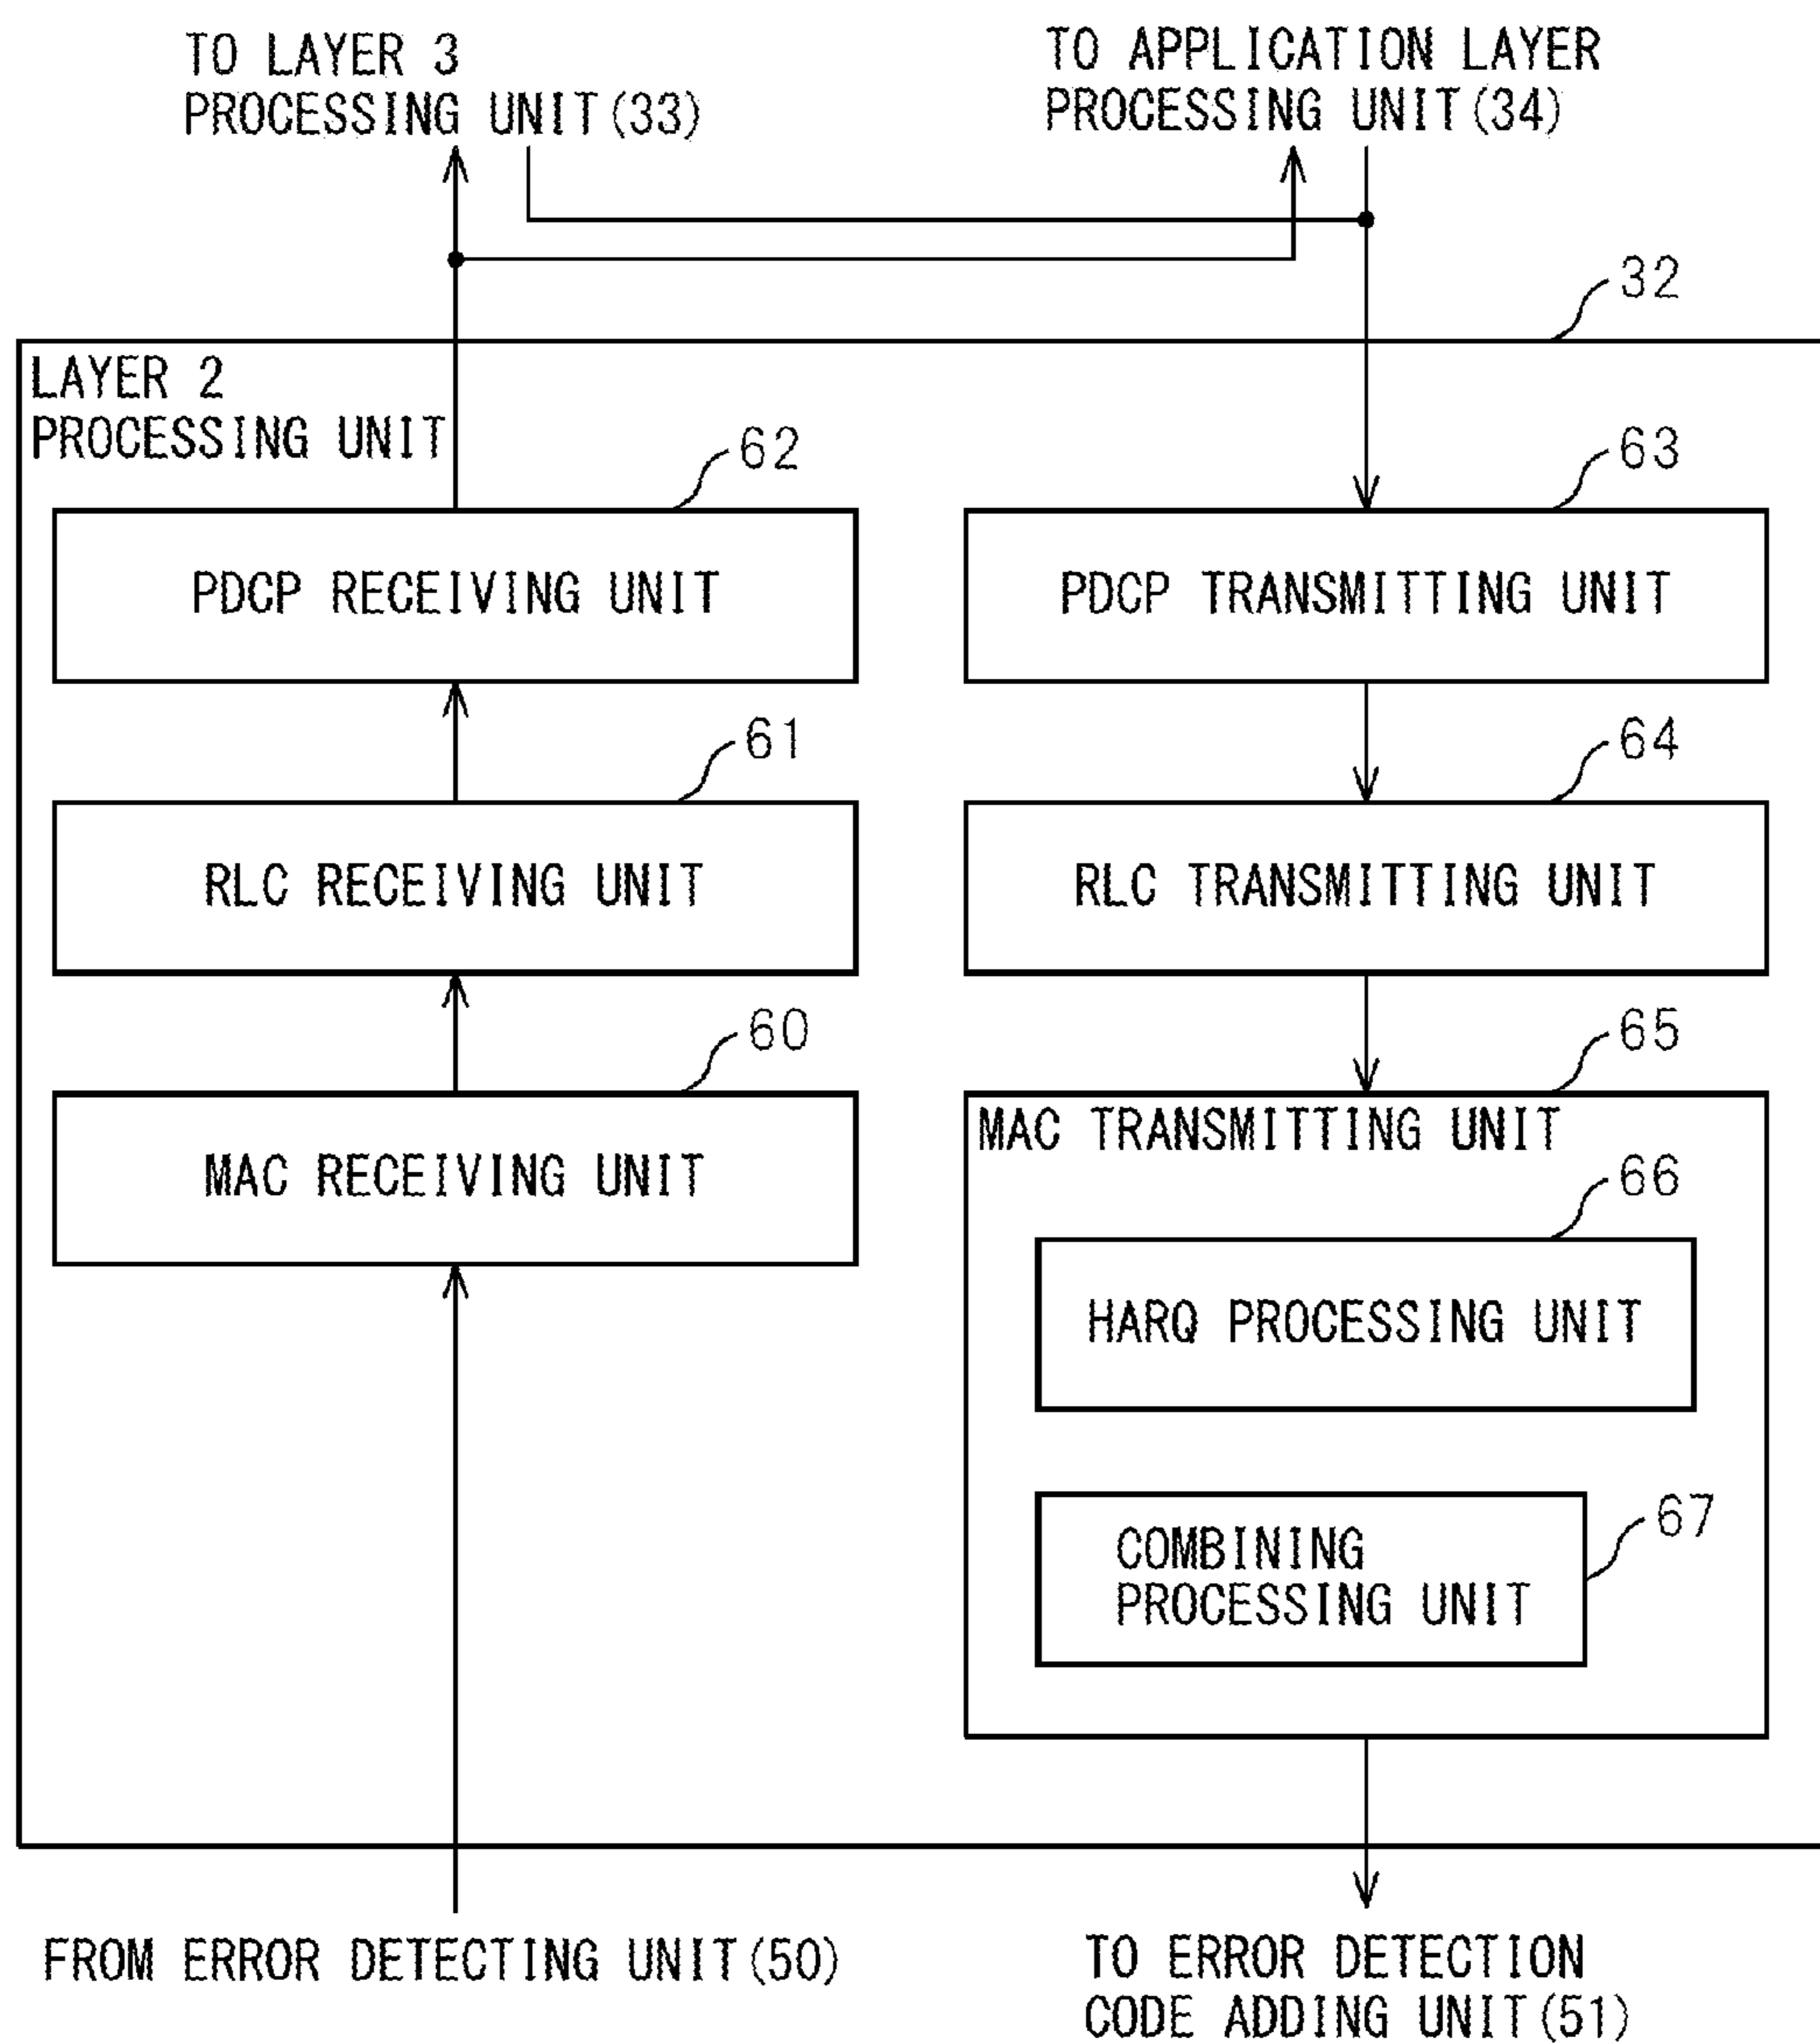 TO LAYER 3
PROCESSING UNIT(33)
TO APPLICATION LAYER
PROCESSING UNIT(34)
32
LAYER 2
PROCESSING UNIT
62
63
PDCP RECEIVING UNIT
PDCP TRANSMITTING UNIT
61
64
RLC RECEIVING UNIT
RLC TRANSMITTING UNIT
60
65
MAC RECEIVING UNIT
MAC TRANSMITTING UNIT
66
HARQ PROCESSING UNIT
67
COMBINING
PROCESSING UNIT
FROM ERROR DETECTING UNIT(50)
TO ERROR DETECTION
CODE ADDING UNIT(51)